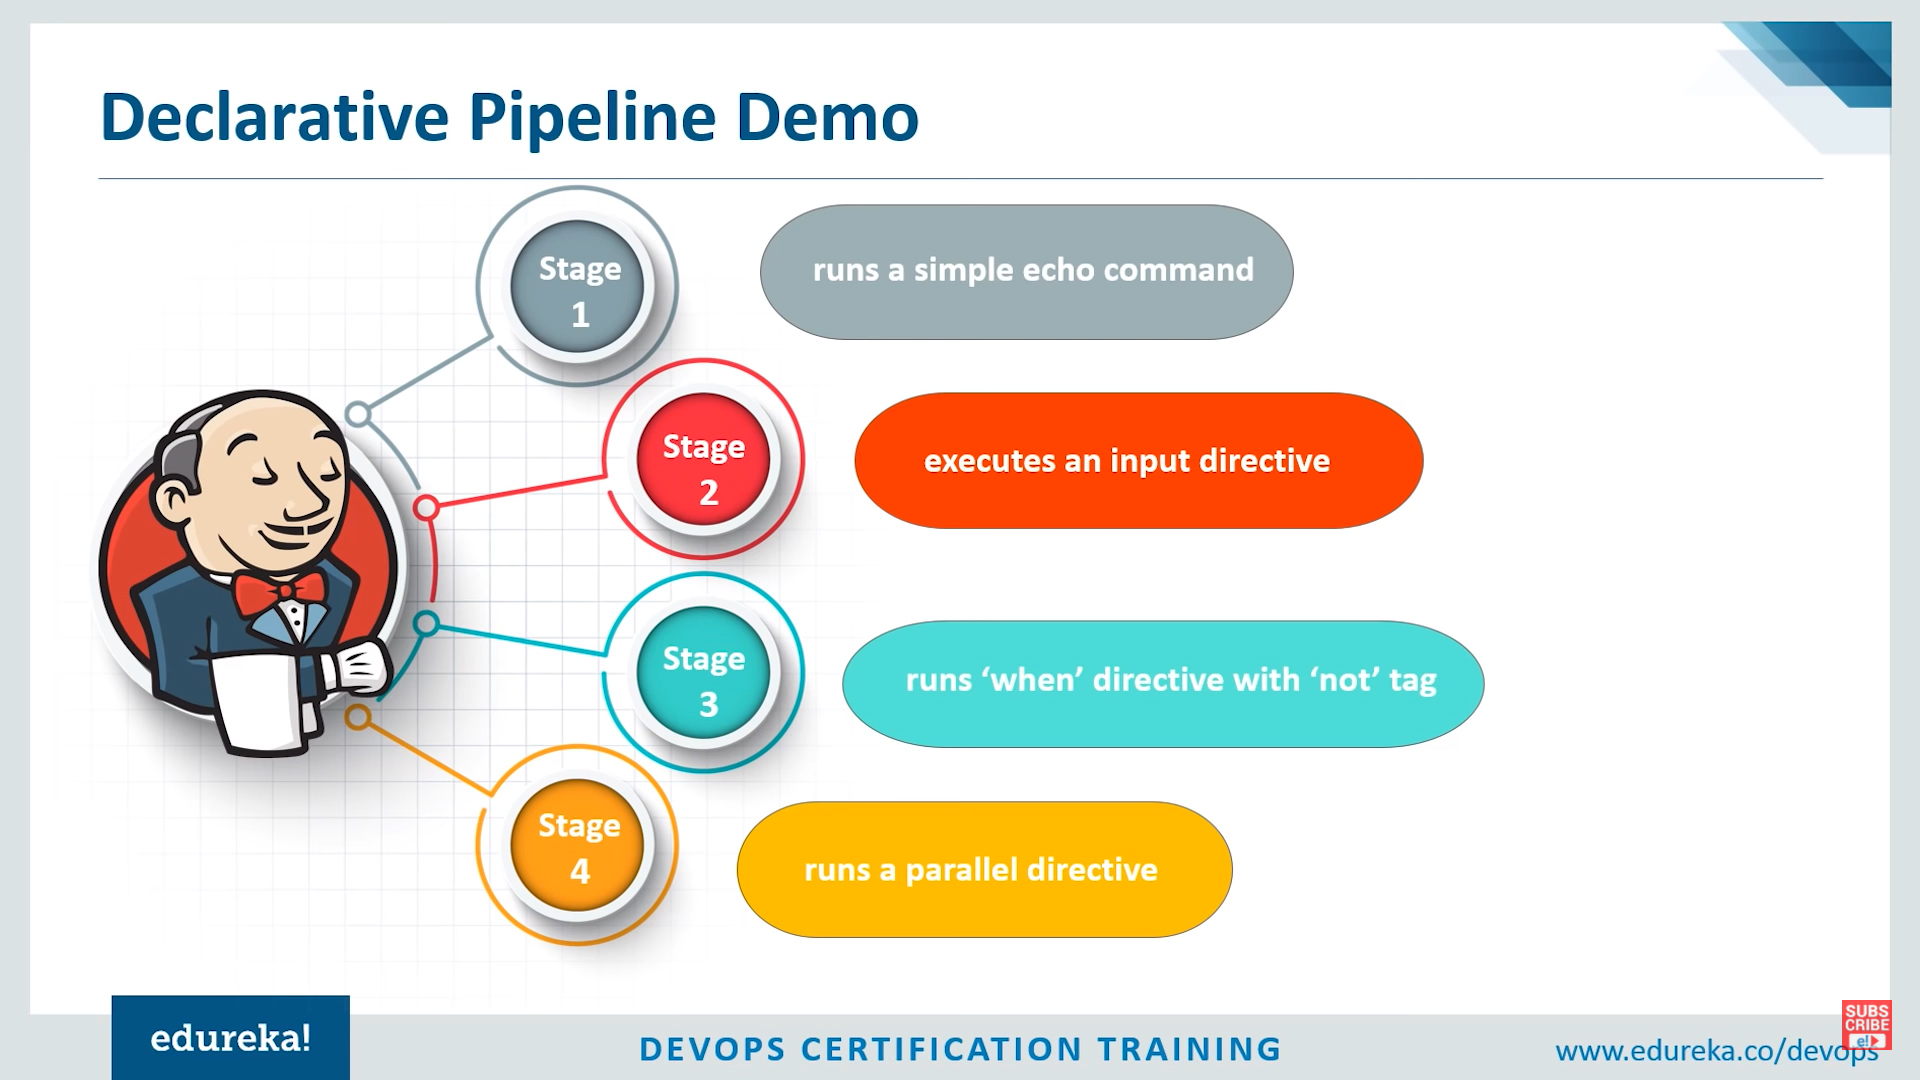 Declarative Pipeline Demo
Stage
1
runs a simple echo command
Stage
2
executes an input directive
Stage
3
runs ‘when’ directive with ‘not’ tag
Stage
4
runs a parallel directive
edureka!
DEVOPS CERTIFICATION TRAINING
www.edureka.co/devops
SUBS
CRIBE
e!